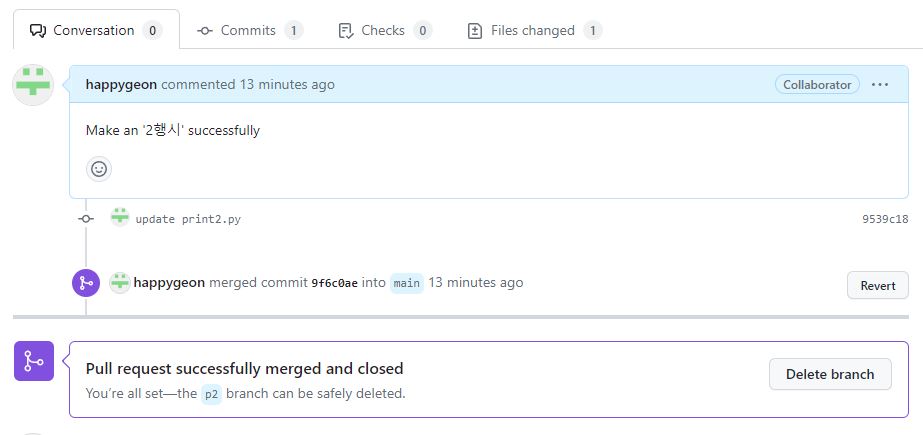 Conversation 0 Commits 1 Checks 0 Files changed 1
happygeon commented 13 minutes ago Collaborator ...
Make an '2행시' successfully
update print2.py 9539c18
happygeon merged commit 9f6c0ae into main 13 minutes ago Revert
Pull request successfully merged and closed
You're all set—the p2 branch can be safely deleted.
Delete branch